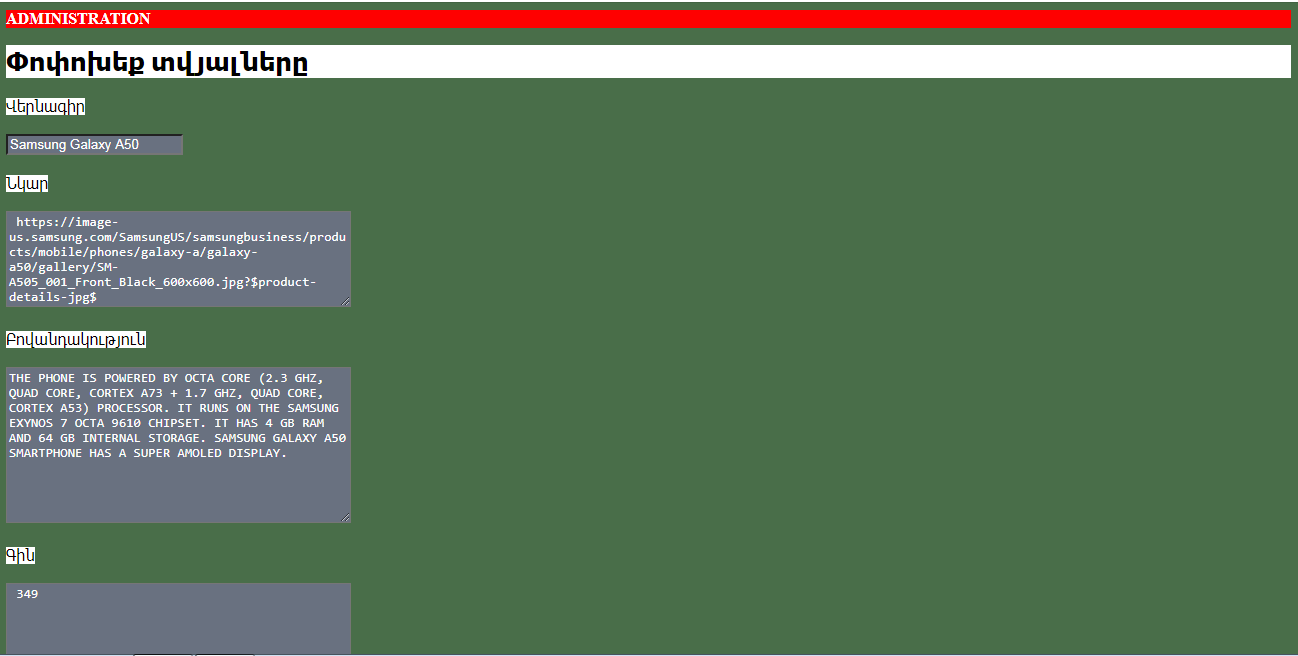 ADMINISTRATION
Փոփոխեք տվյալները
Վերնագիր
Samsung Galaxy A50
Նկար
https://image-
us.samsung.com/SamsungUS/samsungbusiness/produ
cts/mobile/phones/galaxy-a/galaxy-
a50/gallery/SM-
A505_001_Front_Black_600x600.jpg?$product-
details-jpg$
Բովանդակություն
THE PHONE IS POWERED BY OCTA CORE (2.3 GHZ,
QUAD CORE, CORTEX A73 + 1.7 GHZ, QUAD CORE,
CORTEX A53) PROCESSOR. IT RUNS ON THE SAMSUNG
EXYNOS 7 OCTA 9610 CHIPSET. IT HAS 4 GB RAM
AND 64 GB INTERNAL STORAGE. SAMSUNG GALAXY A50
SMARTPHONE HAS A SUPER AMOLED DISPLAY.
Գին
349